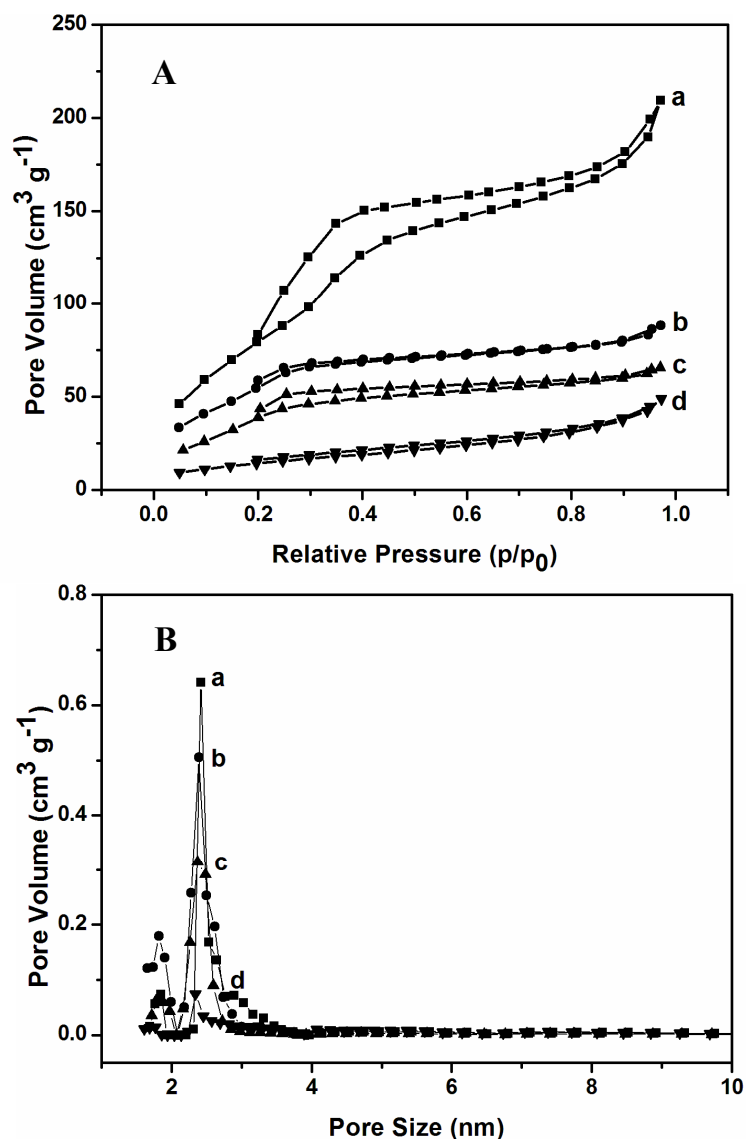 A
Pore Volume (cm³ g⁻¹)
250
200
150
100
50
0
a
b
c
d
0.0 0.2 0.4 0.6 0.8 1.0
Relative Pressure (p/p₀)
B
Pore Volume (cm³ g⁻¹)
0.8
0.6
0.4
0.2
0.0
a
b
c
d
2 4 6 8 10
Pore Size (nm)